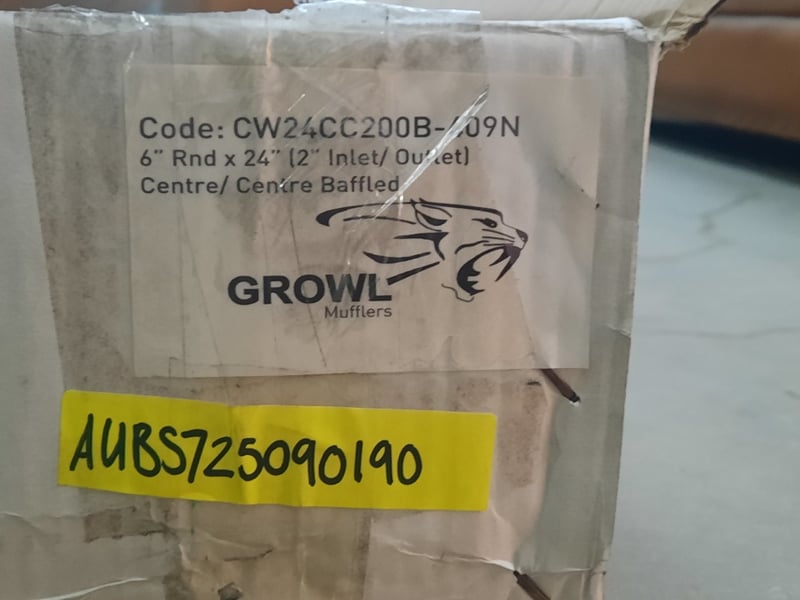 Code: CW24CC200B-409N
6" Rnd x 24" (2" Inlet/ Outlet)
Centre/ Centre Baffled
GROWL
Mufflers
AUBS725090190